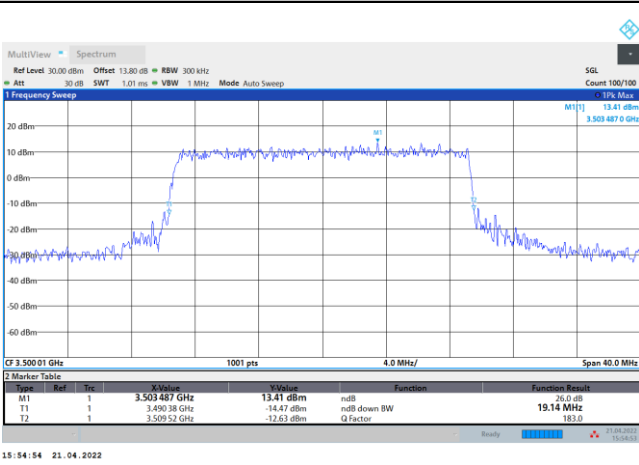 MultiView Spectrum
Ref Level 30.00 dBm Offset 13.80 dB RBW 300 kHz SGL
Att 30 dB SWT 1.01 ms VBW 1 MHz Mode Auto Sweep Count 100/100
1 Frequency Sweep 1Pk Max
M1[1] 13.41 dBm
3.503 487 0 GHz
M1
20 dBm
10 dBm
0 dBm
-10 dBm
T1 T2
-20 dBm
-30 dBm
-40 dBm
-50 dBm
-60 dBm
CF 3.500 01 GHz 1001 pts 4.0 MHz/ Span 40.0 MHz
2 Marker Table
Type Ref Trc X-Value Y-Value Function Function Result
M1 1 3.503 487 GHz 13.41 dBm ndB 26.0 dB
T1 1 3.490 38 GHz -14.47 dBm ndB down BW 19.14 MHz
T2 1 3.509 52 GHz -12.63 dBm Q Factor 183.0
Ready 21.04.2022
15:54:53
15:54:54 21.04.2022